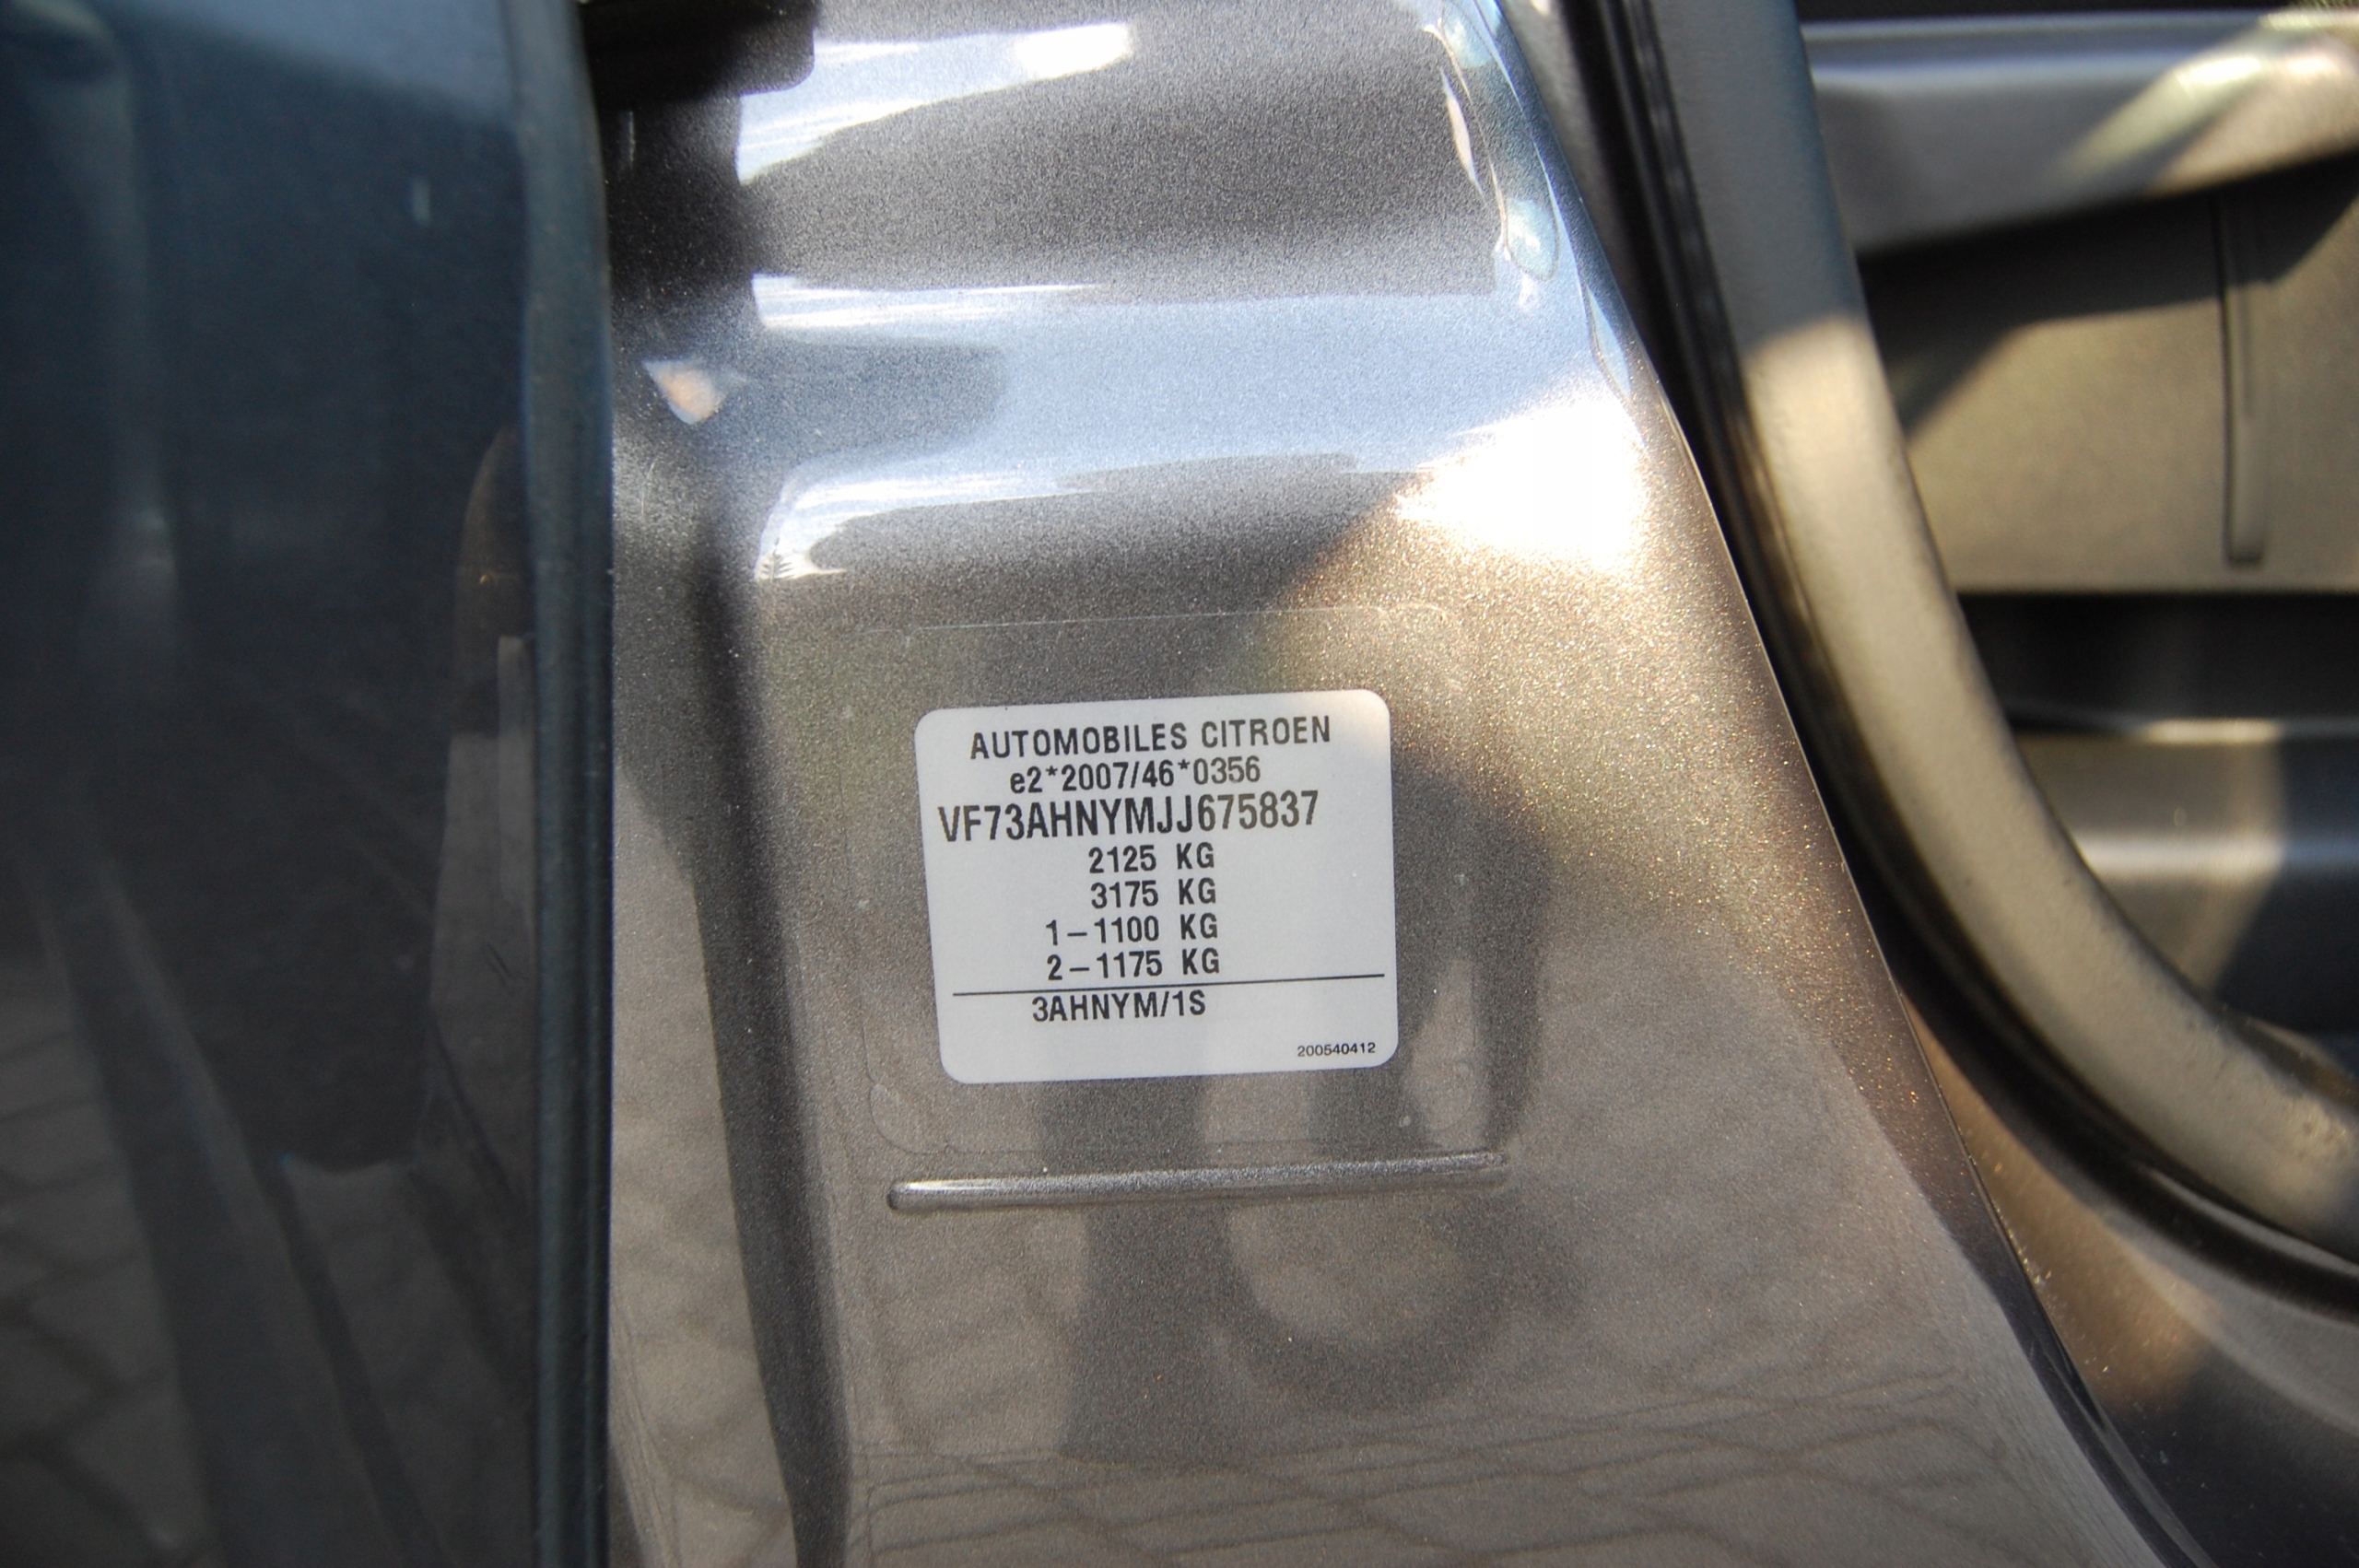 AUTOMOBILES CITROEN
e2*2007/46*0356
VF73AHNYMJJ675837
2125 KG
3175 KG
1-1100 KG
2-1175 KG
3AHNYM/1S
200540412